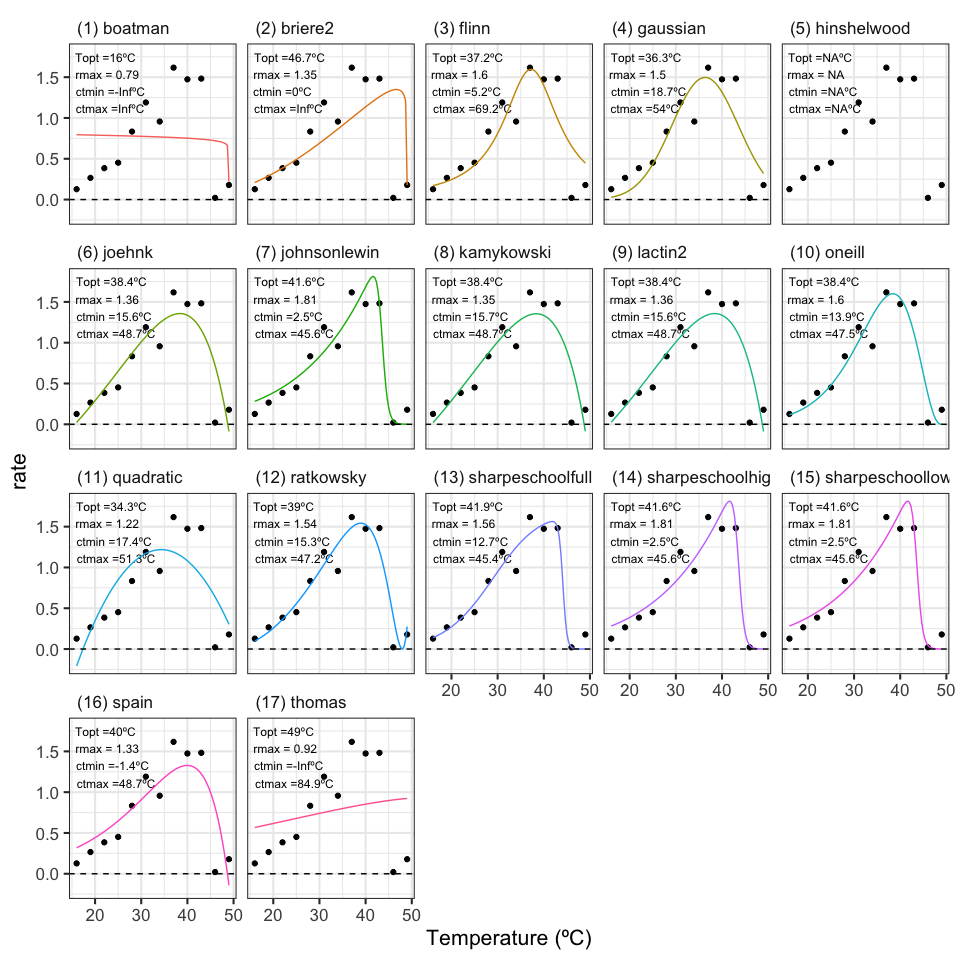 (1) boatman
Topt =16ºC
rmax = 0.79
ctmin =-InfºC
ctmax =InfºC
(2) briere2
Topt =46.7ºC
rmax = 1.35
ctmin =0ºC
ctmax =InfºC
(3) flinn
Topt =37.2ºC
rmax = 1.6
ctmin =5.2ºC
ctmax =69.2ºC
(4) gaussian
Topt =36.3ºC
rmax = 1.5
ctmin =18.7ºC
ctmax =54ºC
(5) hinshelwood
Topt =NAºC
rmax = NA
ctmin =NAºC
ctmax =NAºC
1.5
1.0
0.5
0.0
(6) joehnk
Topt =38.4ºC
rmax = 1.36
ctmin =15.6ºC
ctmax =48.7ºC
(7) johnsonlewin
Topt =41.6ºC
rmax = 1.81
ctmin =2.5ºC
ctmax =45.6ºC
(8) kamykowski
Topt =38.4ºC
rmax = 1.35
ctmin =15.7ºC
ctmax =48.7ºC
(9) lactin2
Topt =38.4ºC
rmax = 1.36
ctmin =15.6ºC
ctmax =48.7ºC
(10) oneill
Topt =38.4ºC
rmax = 1.6
ctmin =13.9ºC
ctmax =47.5ºC
1.5
1.0
0.5
0.0
rate
(11) quadratic
Topt =34.3ºC
rmax = 1.22
ctmin =17.4ºC
ctmax =51.3ºC
(12) ratkowsky
Topt =39ºC
rmax = 1.54
ctmin =15.3ºC
ctmax =47.2ºC
(13) sharpeschoolfull
Topt =41.9ºC
rmax = 1.56
ctmin =12.7ºC
ctmax =45.4ºC
(14) sharpeschoolhig
Topt =41.6ºC
rmax = 1.81
ctmin =2.5ºC
ctmax =45.6ºC
(15) sharpeschoollow
Topt =41.6ºC
rmax = 1.81
ctmin =2.5ºC
ctmax =45.6ºC
1.5
1.0
0.5
0.0
20 30 40 50
20 30 40 50
20 30 40 50
(16) spain
Topt =40ºC
rmax = 1.33
ctmin =-1.4ºC
ctmax =48.7ºC
(17) thomas
Topt =49ºC
rmax = 0.92
ctmin =-InfºC
ctmax =84.9ºC
1.5
1.0
0.5
0.0
20 30 40 50
20 30 40 50
Temperature (ºC)